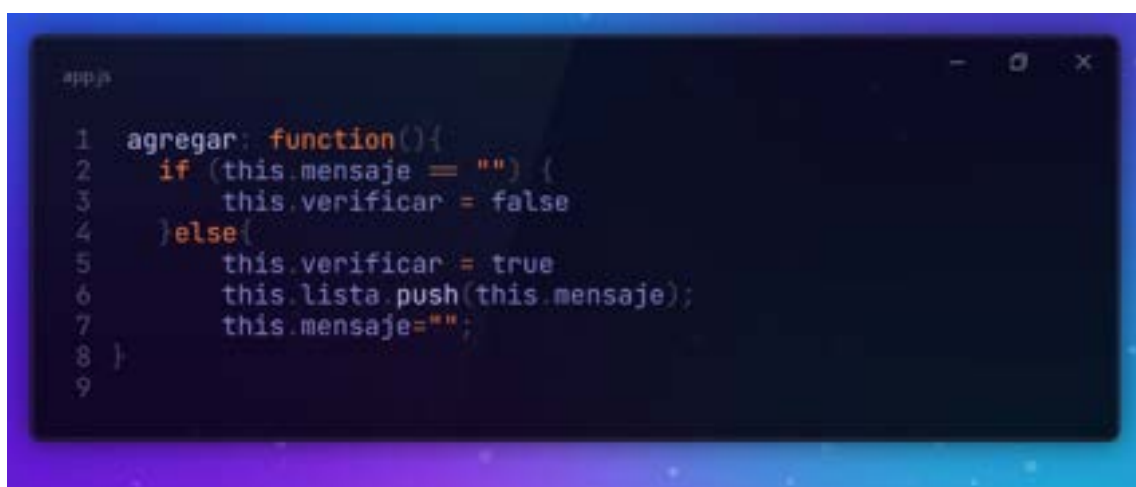 app.js
1 agregar: function(){
2 if (this.mensaje == "") {
3 this.verificar = false
4 }else{
5 this.verificar = true
6 this.lista.push(this.mensaje);
7 this.mensaje="";
8 }
9